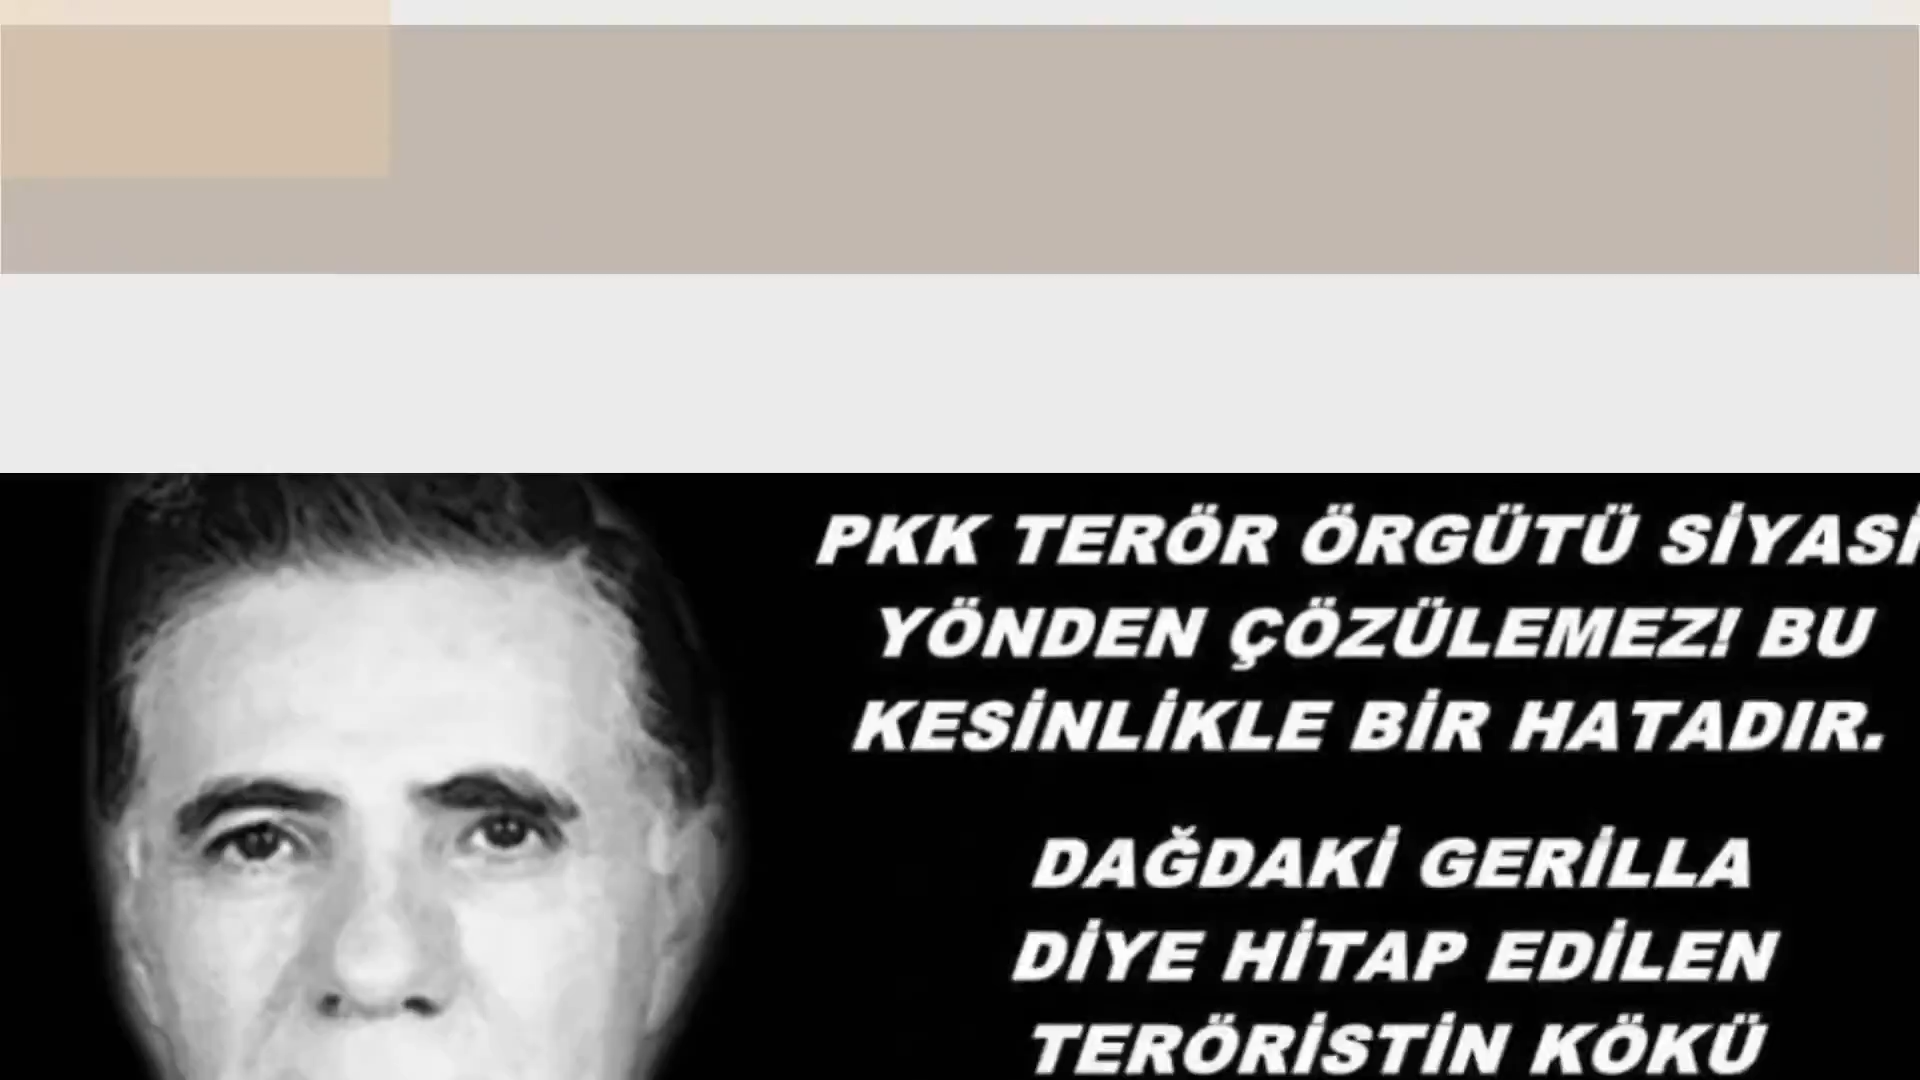 PKK TERÖR ÖRGÜTÜ SİYASİ
YÖNDEN ÇÖZÜLEMEZ! BU
KESİNLİKLE BİR HATADIR.
DAĞDAKİ GERİLLA
DİYE HİTAP EDİLEN
TERÖRİSTİN KÖKÜ